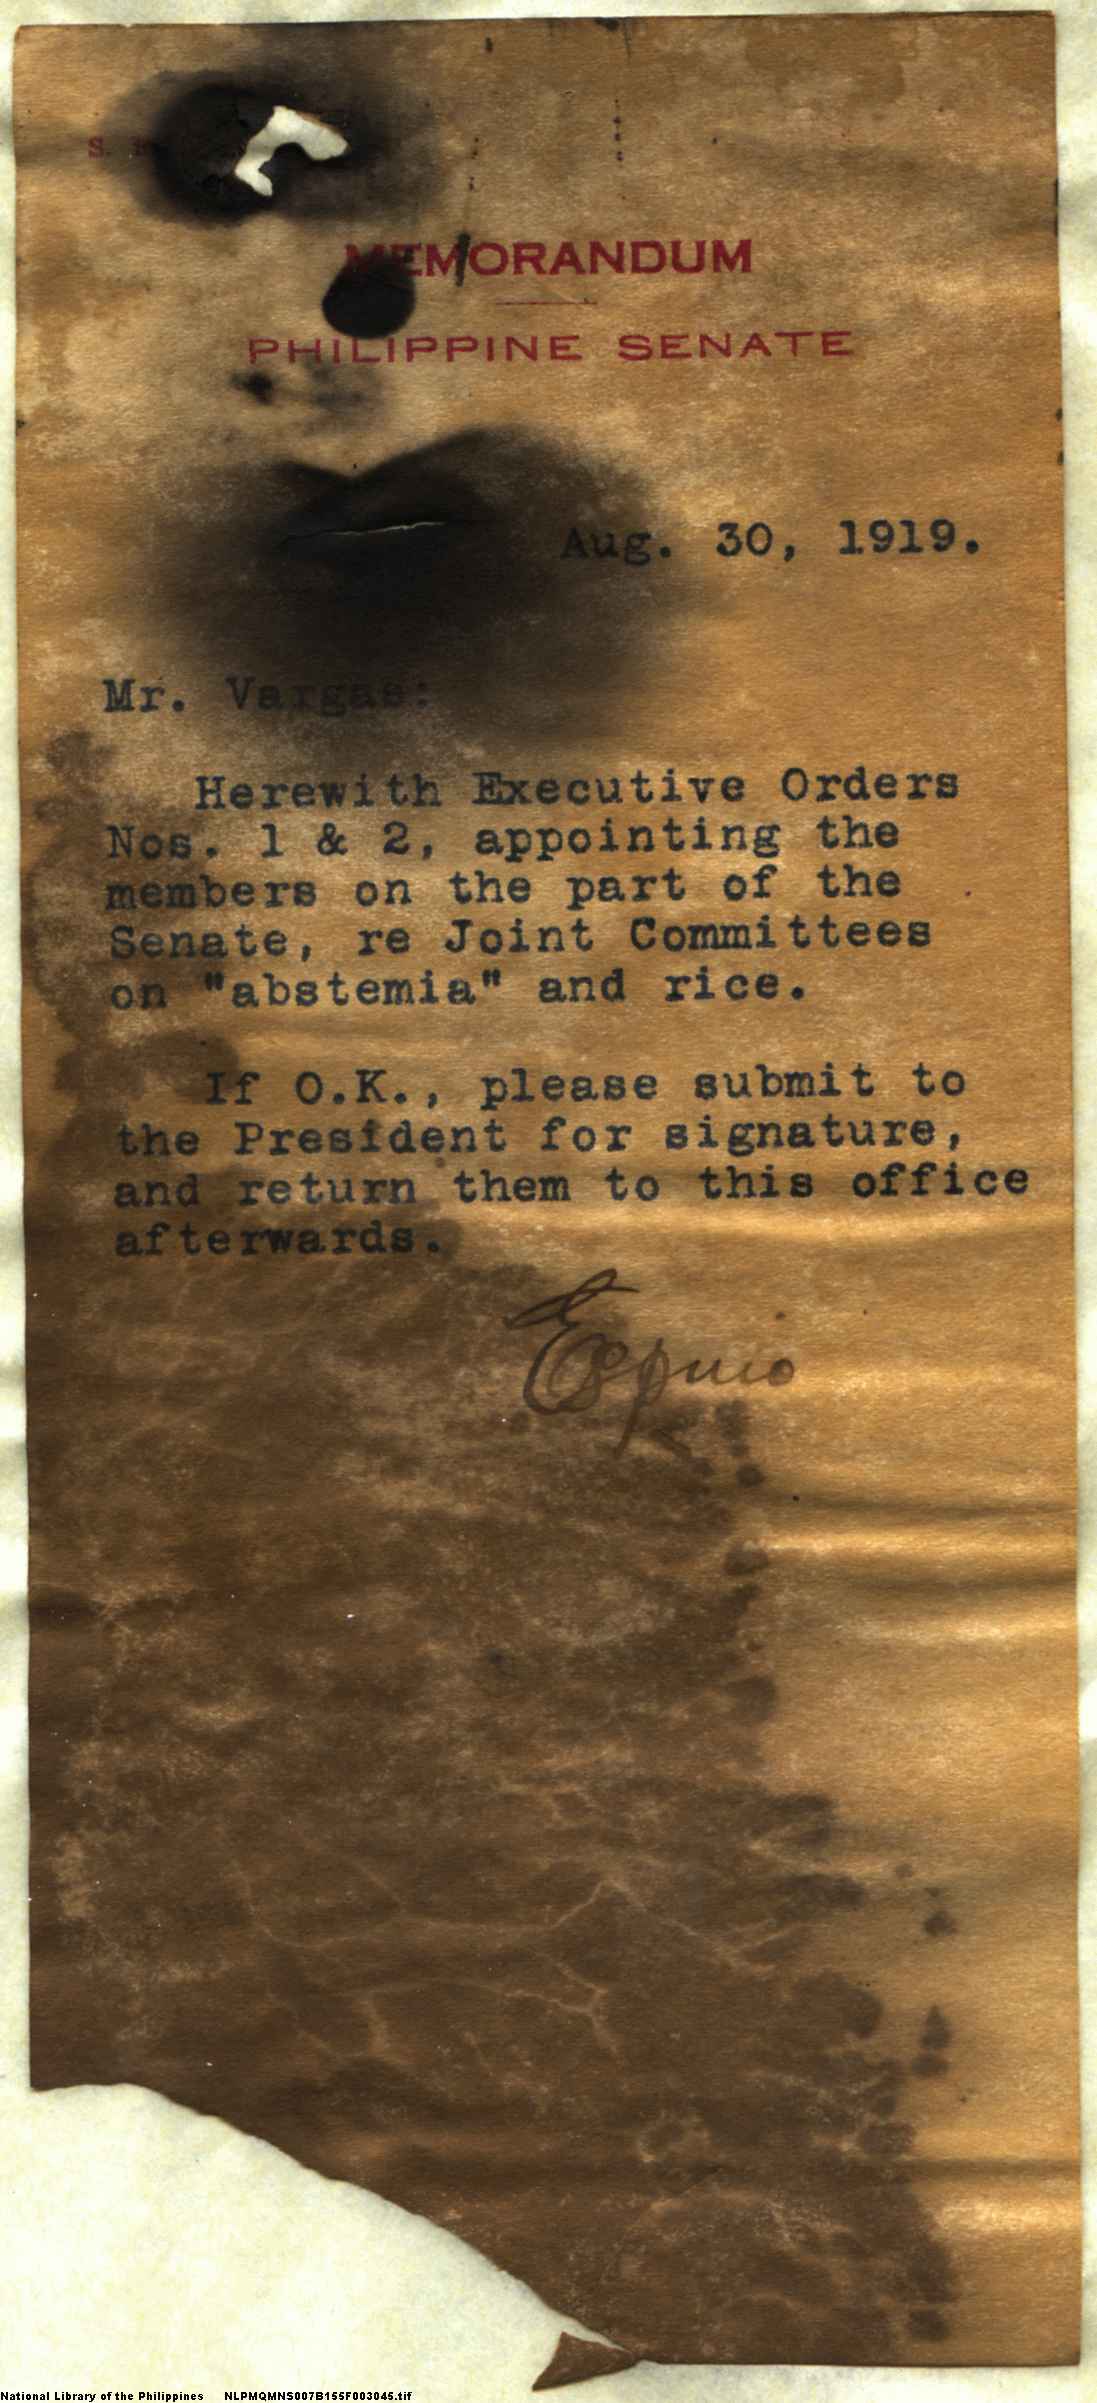 S.
MEMORANDUM
PHILIPPINE SENATE
Aug. 30, 1919.
Mr. Vargas:
Herewith Executive Orders
Nos. 1 & 2, appointing the
members on the part of the
Senate, re Joint Committees
on "abstemia" and rice.
If O.K., please submit to
the President for signature,
and return them to this office
afterwards.
National Library of the Philippines NLPMQMNS007B155F003045.tif